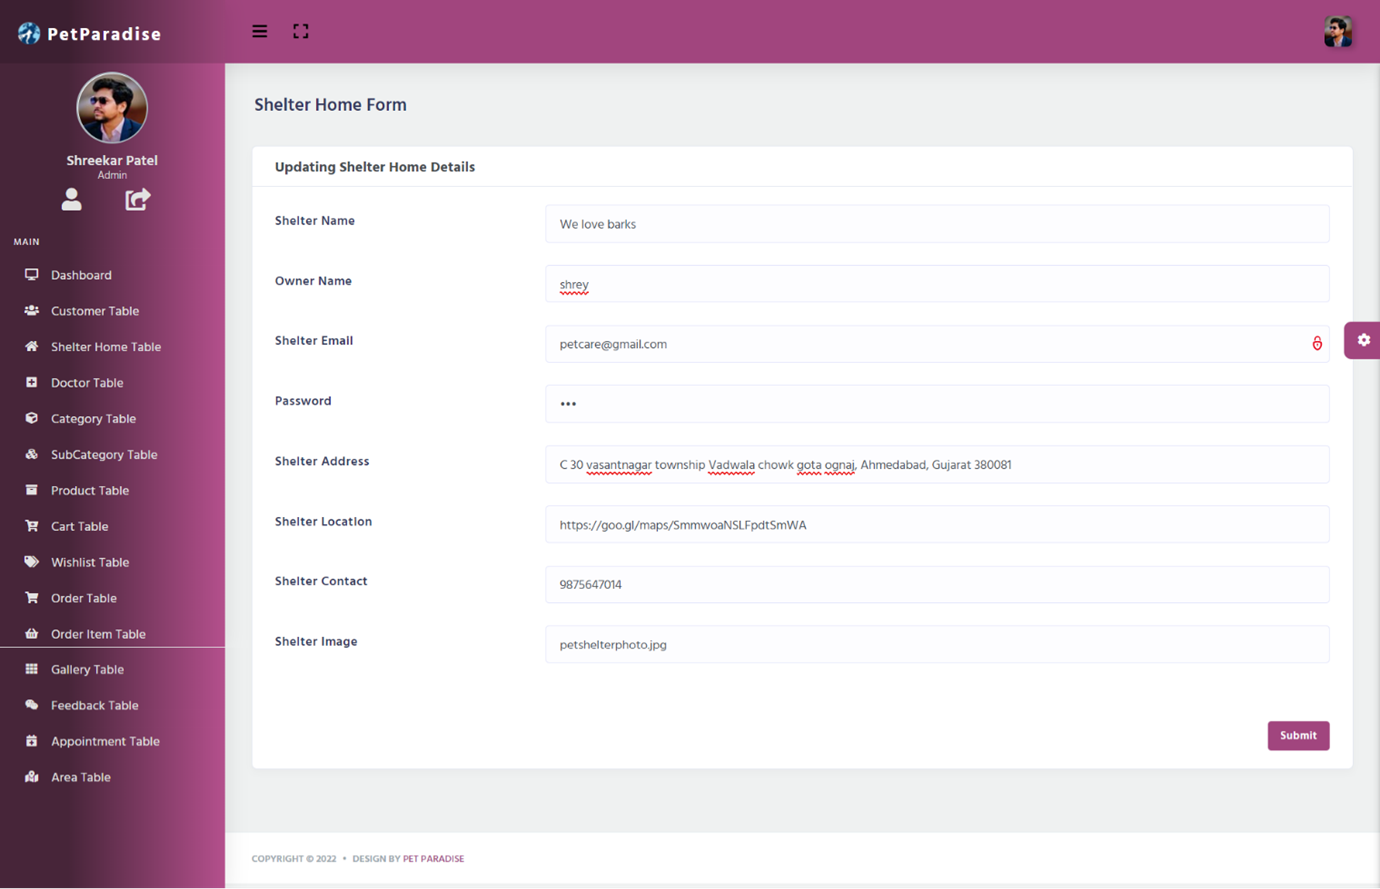 PetParadise
Shreekar Patel
Admin
MAIN
Dashboard
Customer Table
Shelter Home Table
Doctor Table
Category Table
SubCategory Table
Product Table
Cart Table
Wishlist Table
Order Table
Order Item Table
Gallery Table
Feedback Table
Appointment Table
Area Table
Shelter Home Form
Updating Shelter Home Details
Shelter Name
We love barks
Owner Name
shrey
Shelter Email
petcare@gmail.com
Password
•••
Shelter Address
C 30 vasantnagar township Vadwala chowk gota ognaj, Ahmedabad, Gujarat 380081
Shelter Location
https://goo.gl/maps/SmmwoaNSLFpdtSmWA
Shelter Contact
9875647014
Shelter Image
petshelterphoto.jpg
Submit
COPYRIGHT © 2022 • DESIGN BY PET PARADISE